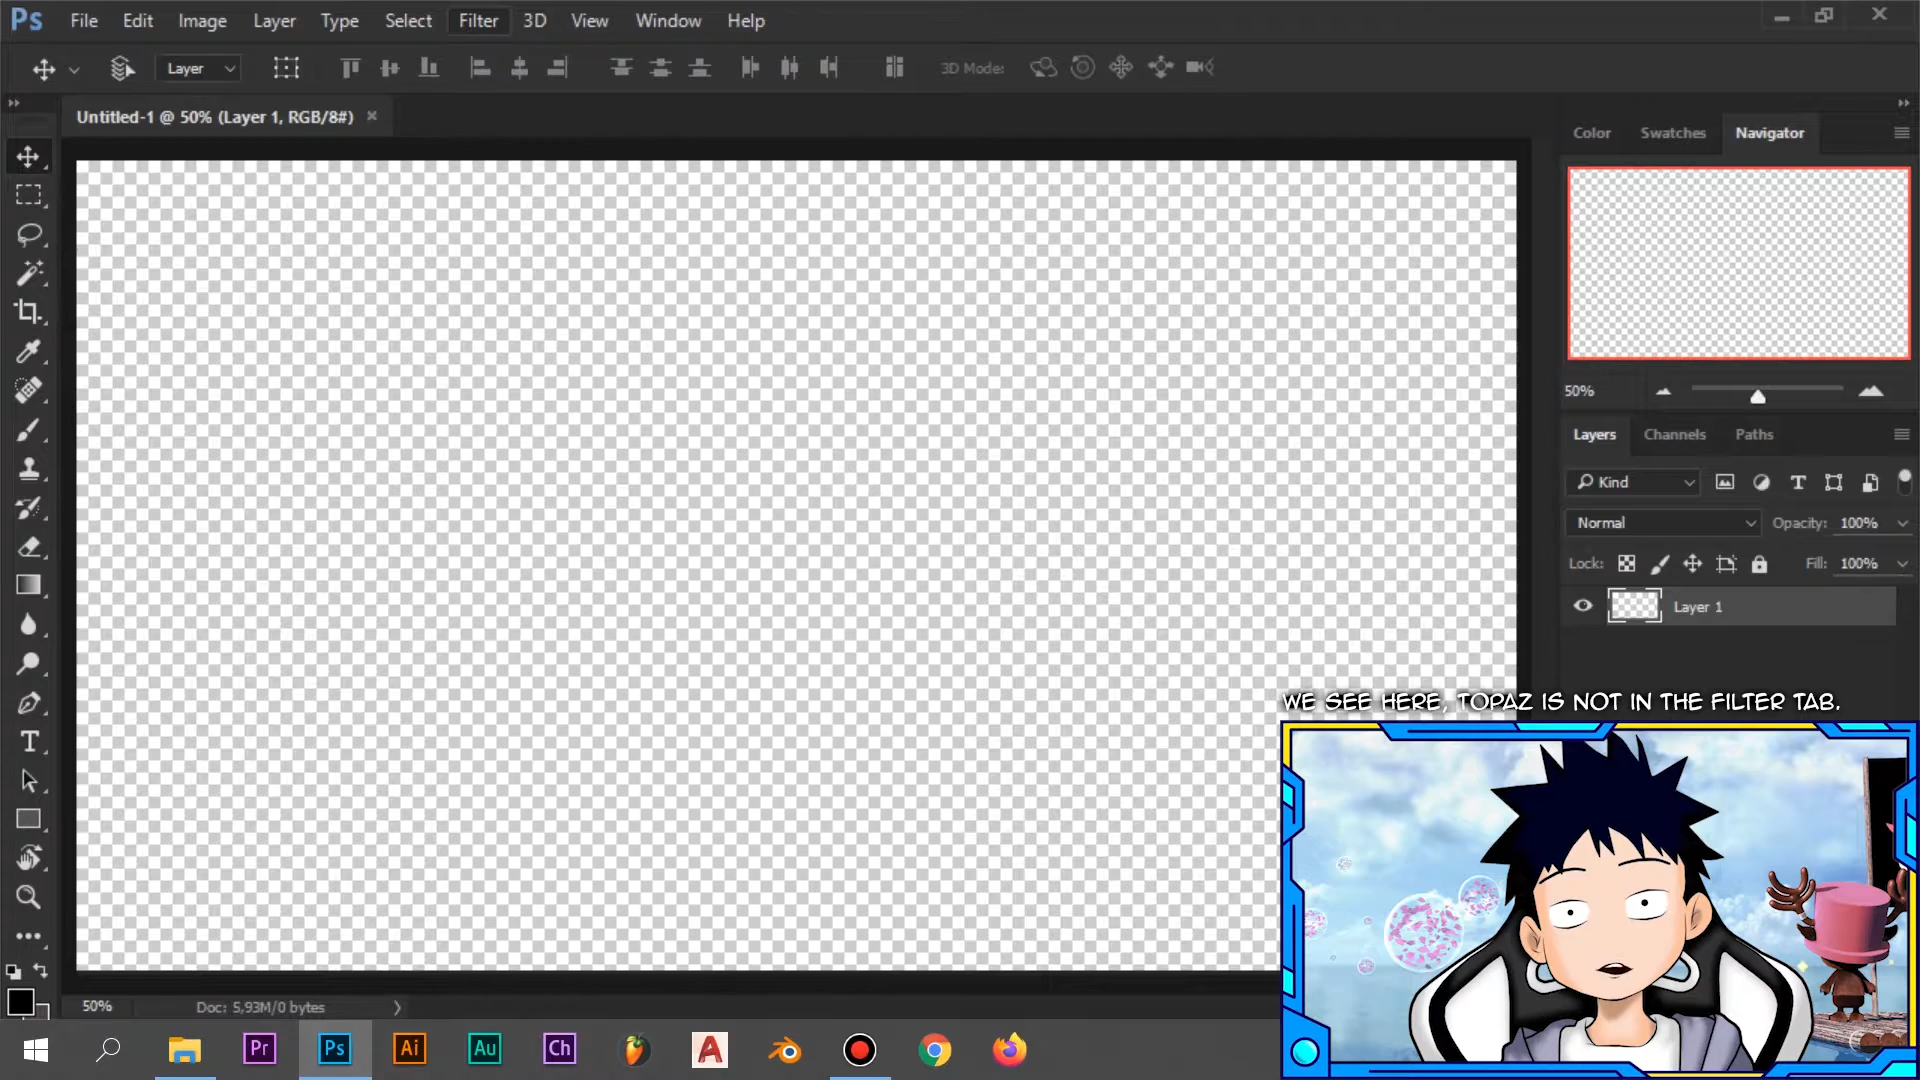 Ps File Edit Image Layer Type Select Filter 3D View Window Help
Layer 3D Mode:
Untitled-1 @ 50% (Layer 1, RGB/8#) ×
Color Swatches Navigator
50%
Layers Channels Paths
Kind
Normal Opacity: 100%
Lock: Fill: 100%
Layer 1
WE SEE HERE, TOPAZ IS NOT IN THE FILTER TAB.
50% Doc: 5,93M/0 bytes
Pr Ps Ai Au Ch